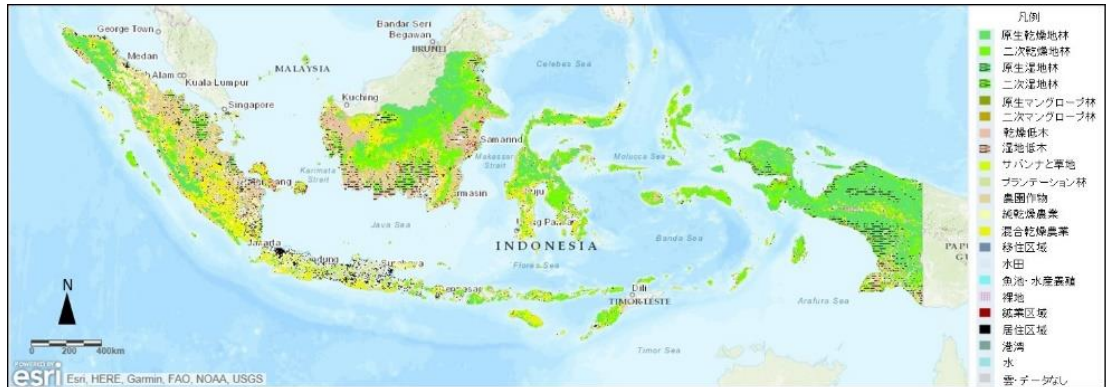 George Town
Medan
Alam
Kuala Lumpur
Singapore
MALAYSIA
Bandar Seri
Begawan
BRUNEI
Kuching
Celebes Sea
Samarind
Makassar
Strait
Molucca Sea
Karimata
Strait
Java Sea
INDONESIA
Banda Sea
Flores Sea
Dili
TIMOR-LESTE
Arafura Sea
Timor Sea
N
0 200 400km
POWERED BY
esri
Esri, HERE, Garmin, FAO, NOAA, USGS
凡例
原生乾燥地林
二次乾燥地林
原生湿地林
二次湿地林
原生マングローブ林
二次マングローブ林
乾燥低木
湿地低木
サバンナと草地
プランテーション林
農園作物
純乾燥農業
混合乾燥農業
移住区域
水田
魚池・水産養殖
裸地
鉱業区域
居住区域
港湾
水
雲・データなし